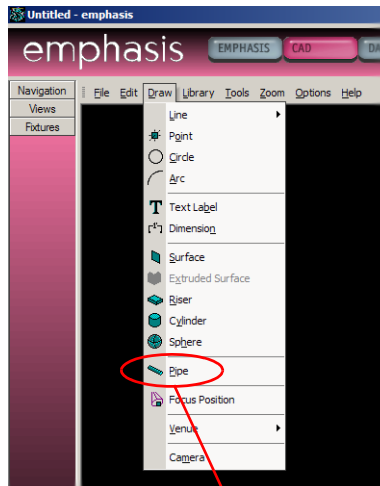 Untitled - emphasis
emphasis EMPHASIS CAD DA
Navigation File Edit Draw Library Tools Zoom Options Help
Views
Fixtures
Line
Point
Circle
Arc
Text Label
Dimension
Surface
Extruded Surface
Riser
Cylinder
Sphere
Pipe
Focus Position
Venue
Camera